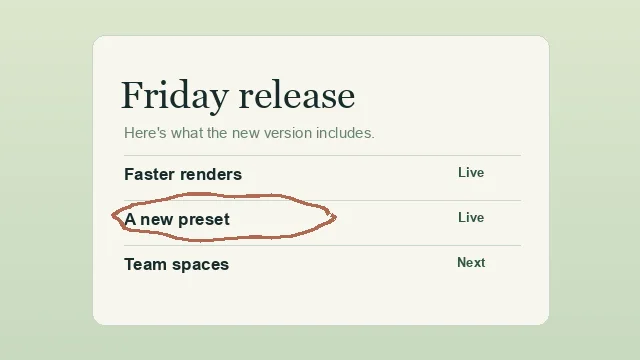 Friday release
Here's what the new version includes.
Faster renders Live
A new preset Live
Team spaces Next